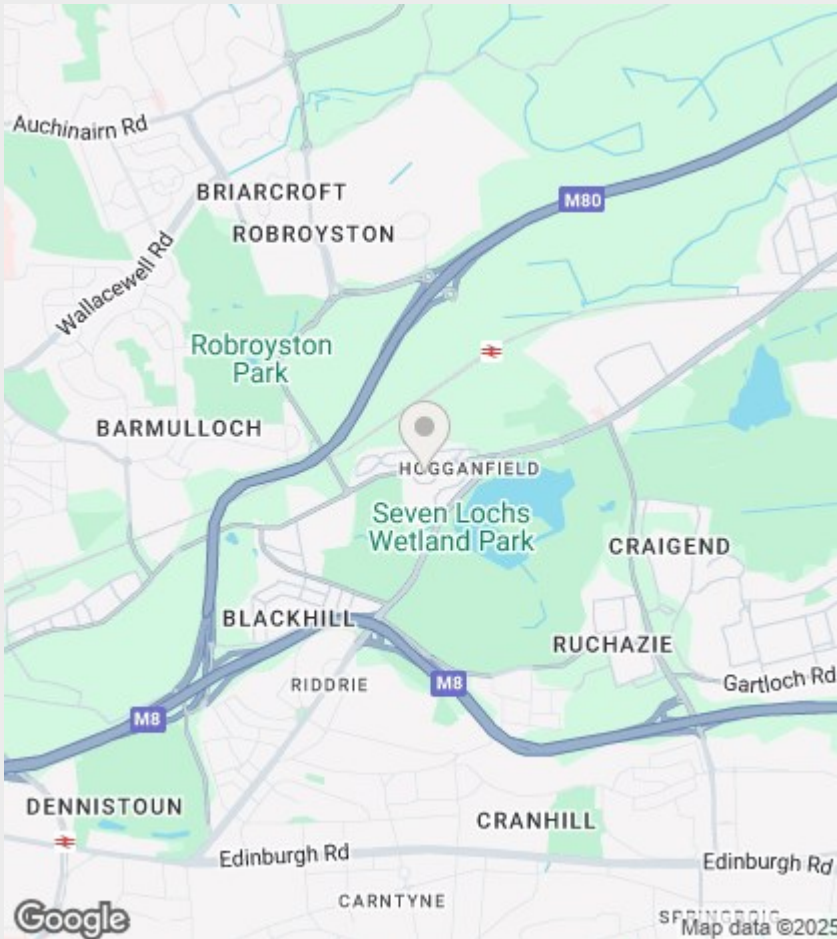 Auchinairn Rd
BRIARCROFT
M80
ROBROYSTON
Wallacewell Rd
Robroyston
Park
BARMULLOCH
HOGGANFIELD
Seven Lochs
Wetland Park
CRAIGEND
BLACKHILL
RUCHAZIE
RIDDRIE
M8
Gartloch Rd
M8
DENNISTOUN
CRANHILL
Edinburgh Rd
Edinburgh Rd
CARNTYNE
SPRINGBOIG
Google
Map data ©2025